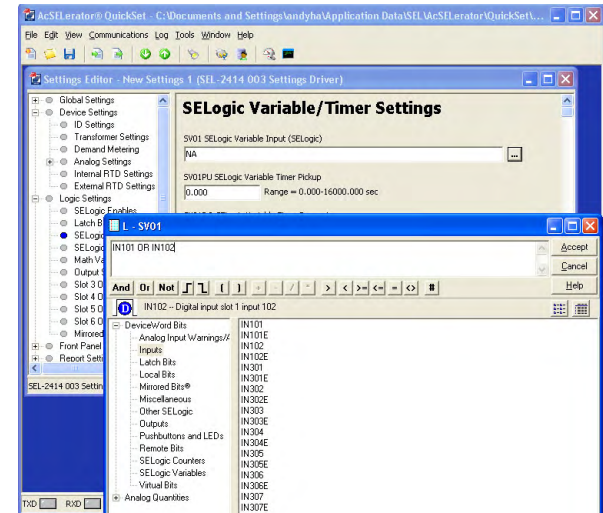 AcSELerator® QuickSet - C:\Documents and Settings\andyha\Application Data\SEL\AcSELerator\QuickSet\...
File Edit View Communications Log Tools Window Help
Settings Editor - New Settings 1 (SEL-2414 003 Settings Driver)
Global Settings
Device Settings
ID Settings
Transformer Settings
Demand Metering
Analog Settings
Internal RTD Settings
External RTD Settings
Logic Settings
SELogic Enables
Latch B
SELogic
SELogic
Math Va
Output S
Slot 3 O
Slot 4 O
Slot 5 O
Slot 6 O
Mirrored
Front Panel
Report Setti
SEL-2414 003 Settin
TXD RXD
SELogic Variable/Timer Settings
SV01 SELogic Variable Input (SELogic)
NA
...
SV01PU SELogic Variable Timer Pickup
0.000 Range = 0.000-16000.000 sec
L - SV01
IN101 OR IN102
Accept
Cancel
Help
And Or Not ( ) + - / * > < >= <= = <> #
IN102 -- Digital input slot 1 input 102
DeviceWord Bits
Analog Input Warnings/A
Inputs
Latch Bits
Local Bits
Mirrored Bits®
Miscellaneous
Other SELogic
Outputs
Pushbuttons and LEDs
Remote Bits
SELogic Counters
SELogic Variables
Virtual Bits
Analog Quantities
IN101
IN101E
IN102
IN102E
IN301
IN301E
IN302
IN302E
IN303
IN303E
IN304
IN304E
IN305
IN305E
IN306
IN306E
IN307
IN307E